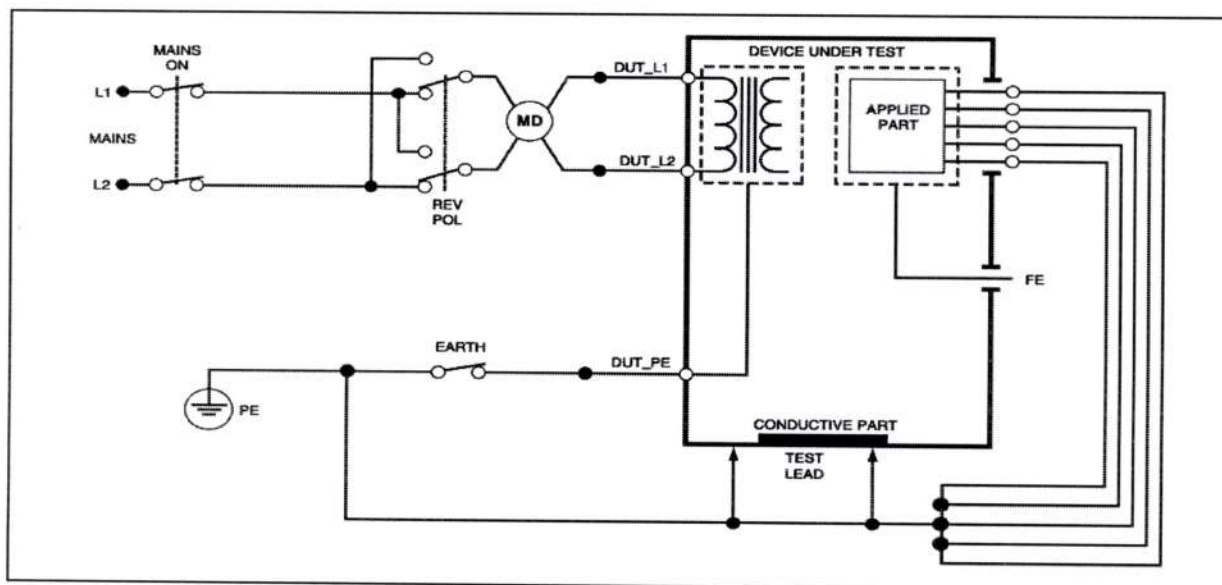 MAINS
ON
L1
MAINS
L2
REV
POL
MD
DUT_L1
DUT_L2
DEVICE UNDER TEST
APPLIED
PART
FE
EARTH
DUT_PE
PE
CONDUCTIVE PART
TEST
LEAD